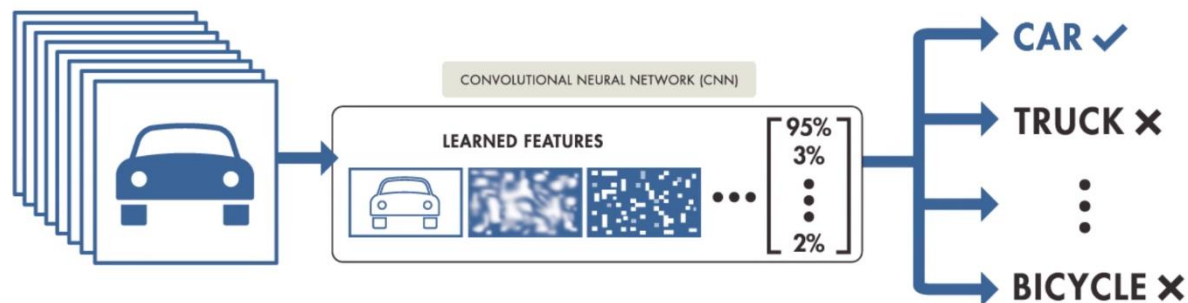 CONVOLUTIONAL NEURAL NETWORK (CNN)
LEARNED FEATURES
95%
3%
2%
CAR
TRUCK
BICYCLE